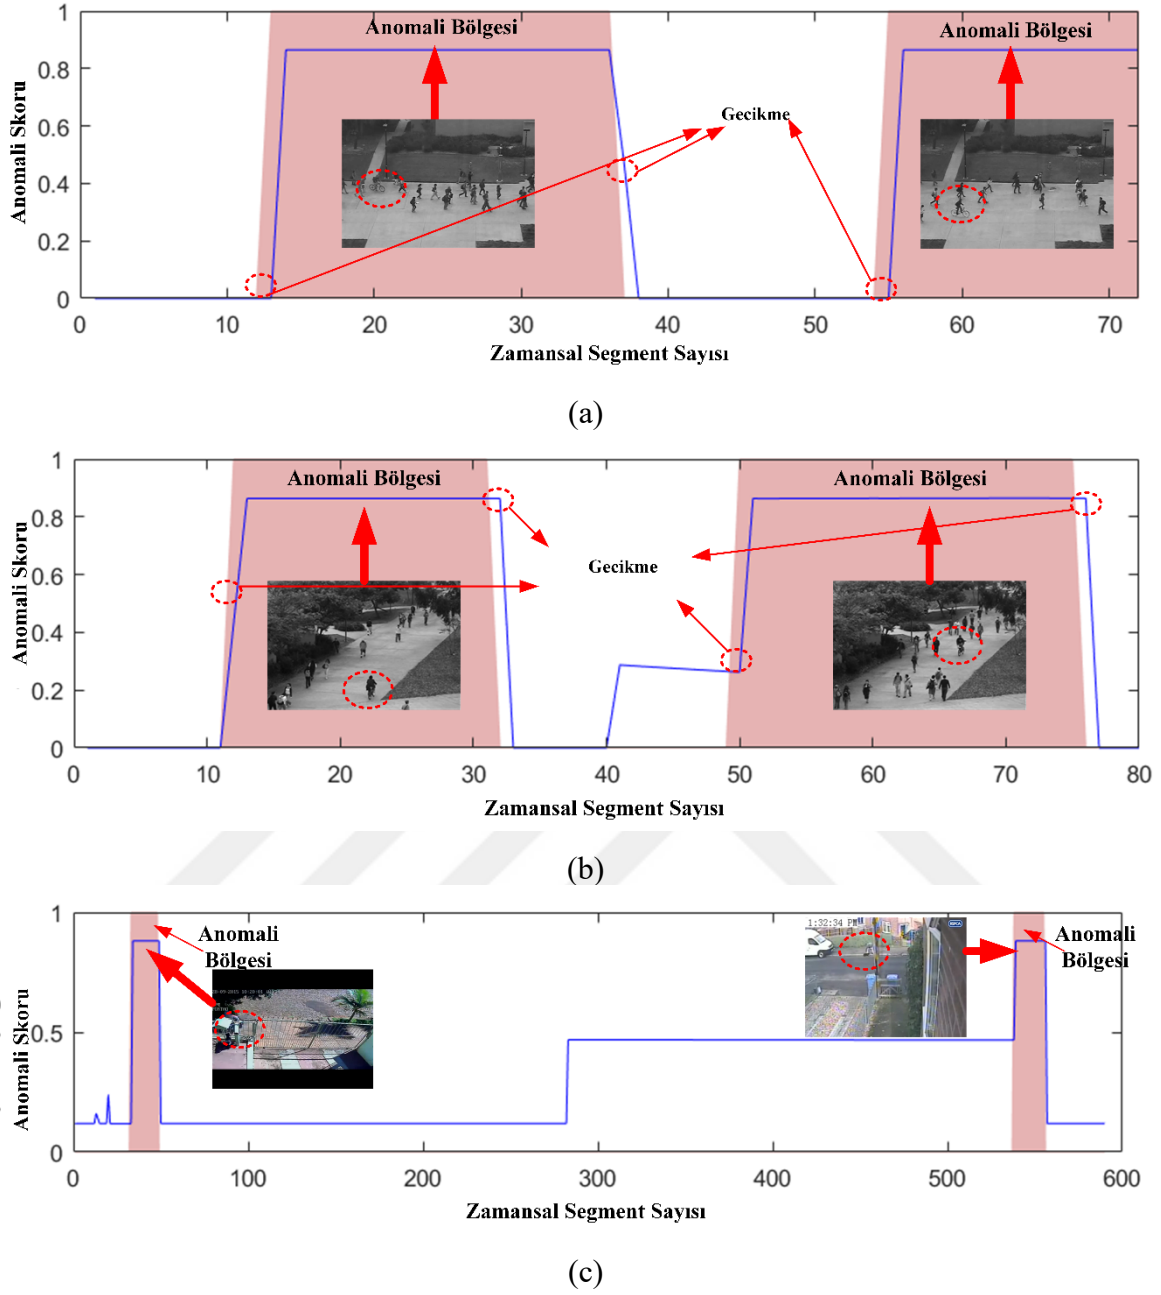 1
Anomali Bölgesi
Anomali Bölgesi
0.8
Gecikme
0.6
0.4
0.2
0
Anomali Skoru
0 10 20 30 40 50 60 70
Zamansal Segment Sayısı
(a)
1
Anomali Bölgesi
Anomali Bölgesi
0.8
0.6
Gecikme
0.4
0.2
0
Anomali Skoru
0 10 20 30 40 50 60 70 80
Zamansal Segment Sayısı
(b)
1
Anomali
Bölgesi
1:32:34 PM
Anomali
Bölgesi
0.5
0
Anomali Skoru
0 100 200 300 400 500 600
Zamansal Segment Sayısı
(c)